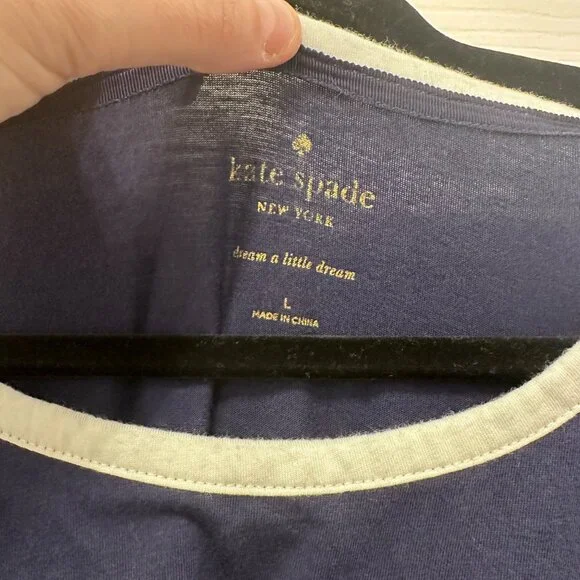 kate spade
NEW YORK
dream a little dream
L
MADE IN CHINA